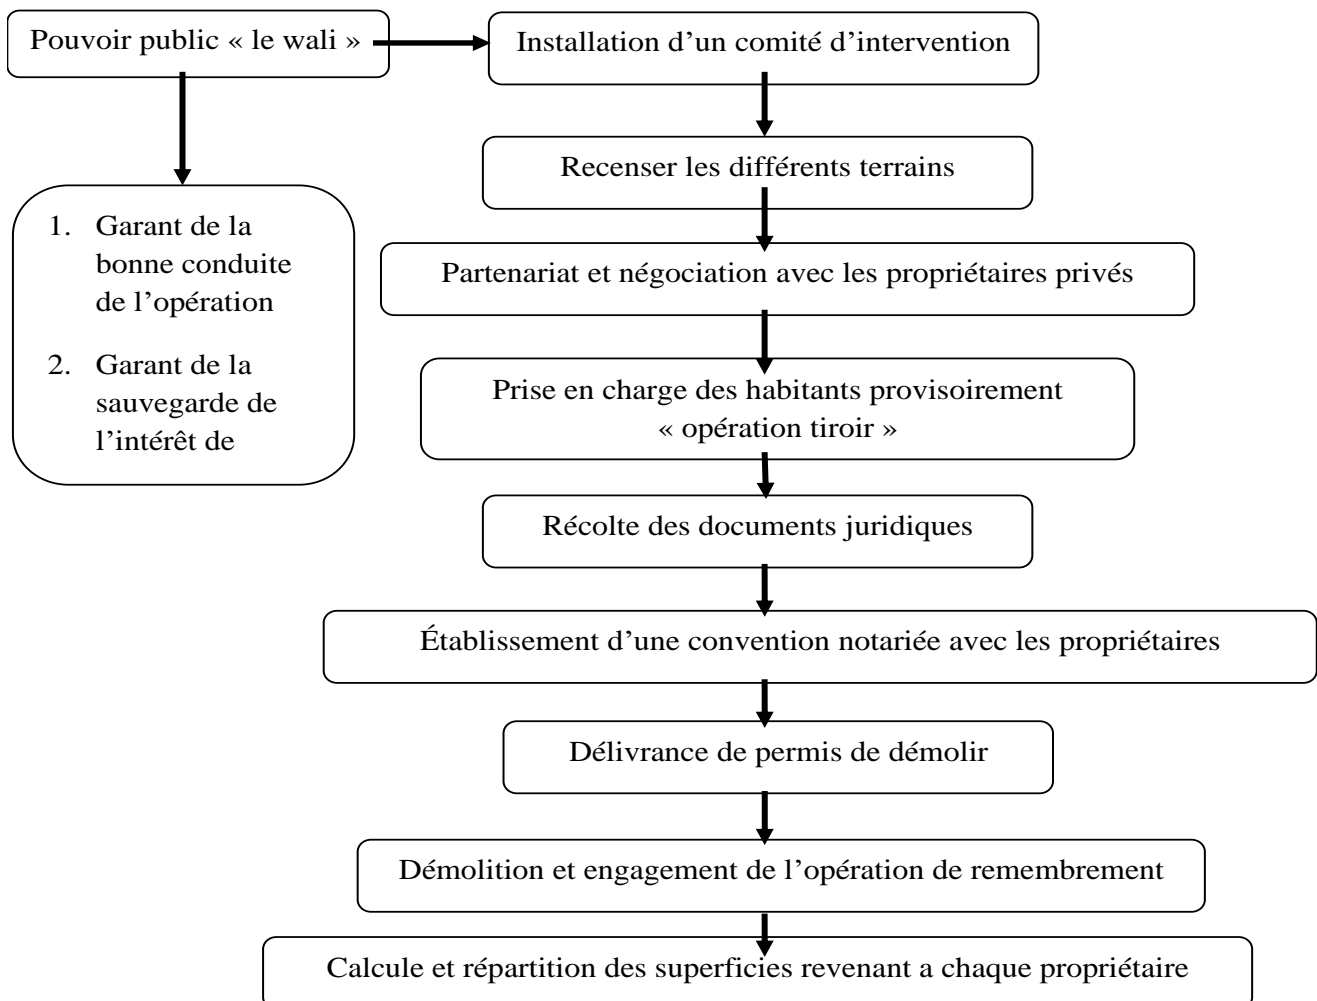 Pouvoir public « le wali »
Installation d’un comité d’intervention
Recenser les différents terrains
1. Garant de la
bonne conduite
de l’opération
2. Garant de la
sauvegarde de
l’intérêt de
Partenariat et négociation avec les propriétaires privés
Prise en charge des habitants provisoirement
« opération tiroir »
Récolte des documents juridiques
Établissement d’une convention notariée avec les propriétaires
Délivrance de permis de démolir
Démolition et engagement de l’opération de remembrement
Calcule et répartition des superficies revenant a chaque propriétaire